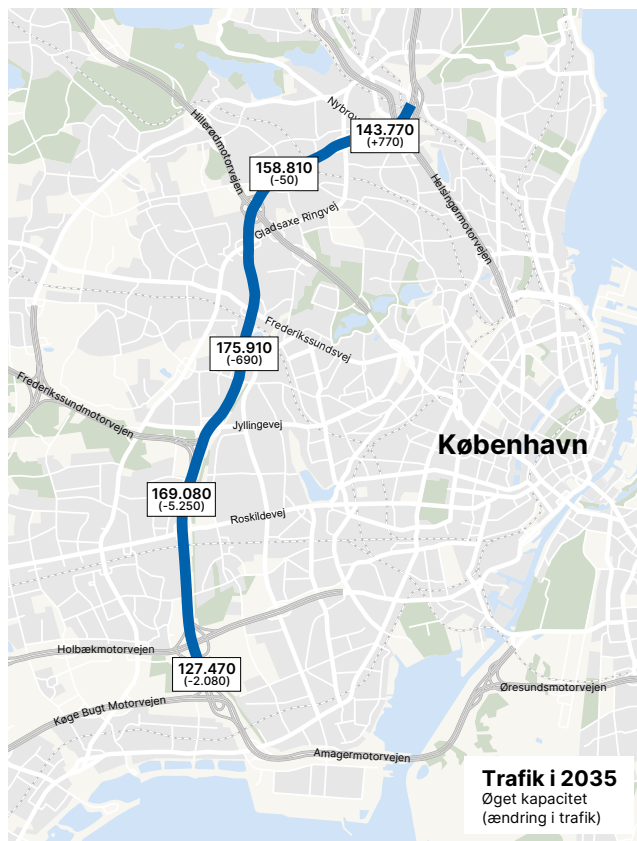 Nybrov
143.770
(+770)
Hillerødmotorvejen
158.810
(-50)
Helsingørmotorvejen
Gladsaxe Ringvej
Frederikssundsvej
175.910
(-690)
Frederikssundmotorvejen
Jyllingevej
København
169.080
(-5.250)
Roskildevej
Holbækmotorvejen
127.470
(-2.080)
Køge Bugt Motorvejen
Øresundsmotorvejen
Amagermotorvejen
Trafik i 2035
Øget kapacitet
(ændring i trafik)